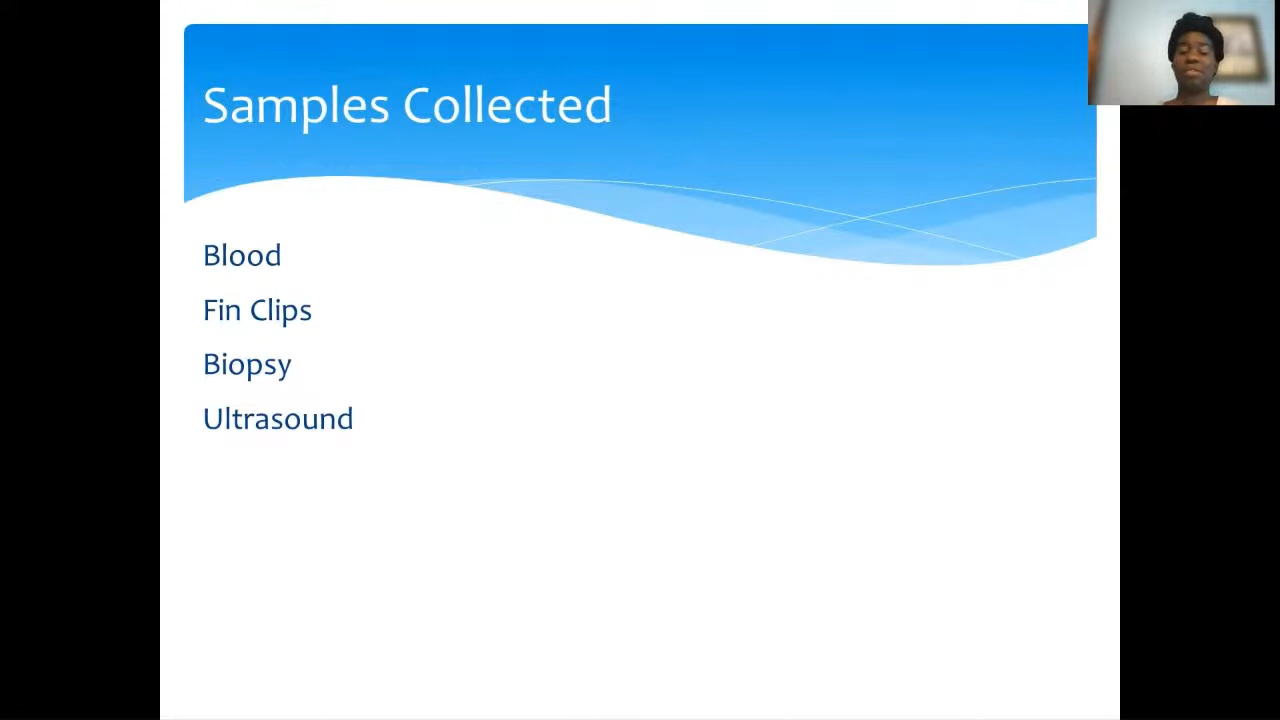 Samples Collected
Blood
Fin Clips
Biopsy
Ultrasound